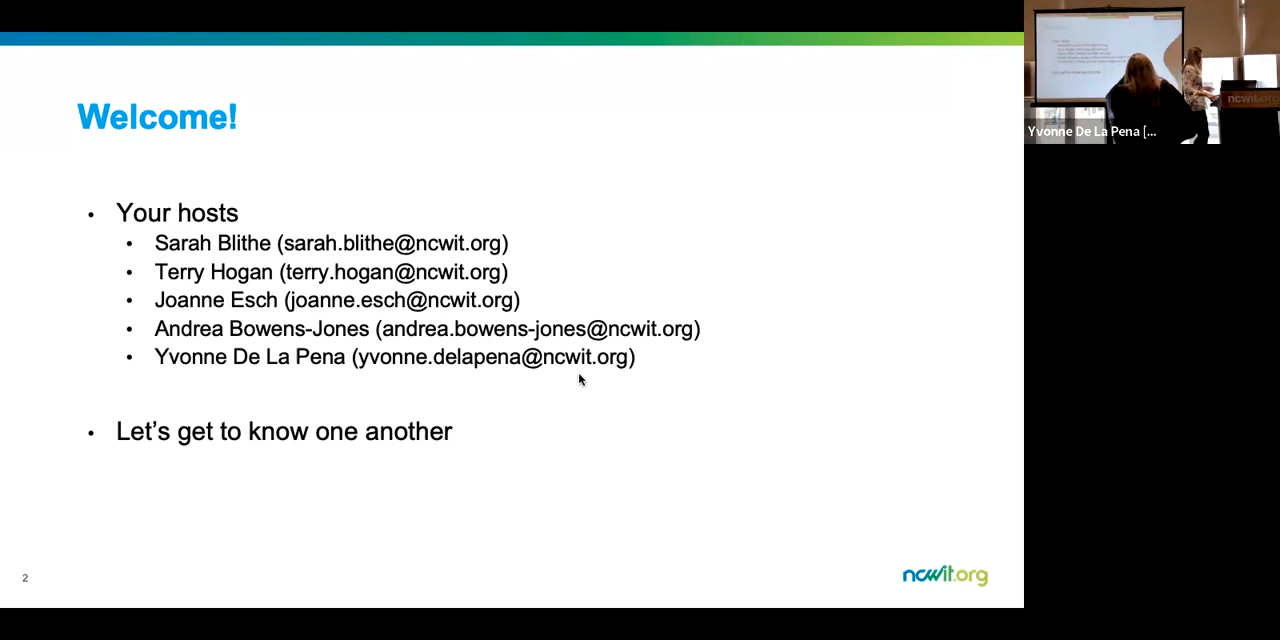 Welcome!
• Your hosts
• Sarah Blithe (sarah.blithe@ncwit.org)
• Terry Hogan (terry.hogan@ncwit.org)
• Joanne Esch (joanne.esch@ncwit.org)
• Andrea Bowens-Jones (andrea.bowens-jones@ncwit.org)
• Yvonne De La Pena (yvonne.delapena@ncwit.org)
• Let’s get to know one another
2
ncwit.org
ncwit.org
Yvonne De La Pena [...